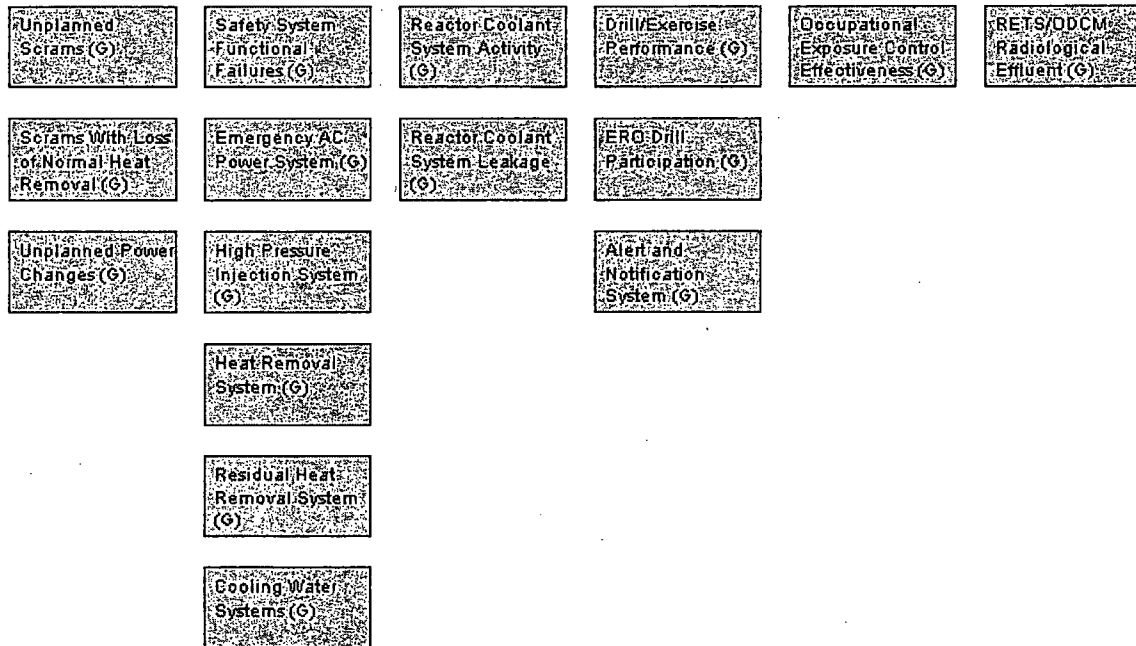 Unplanned
Scrams (G)
Safety System
Functional
Failures (G)
Reactor Coolant
System Activity
(G)
Drill/Exercise
Performance (G)
Occupational
Exposure Control
Effectiveness (G)
RETS/ODCM
Radiological
Effluent (G)
Scrams With Loss
of Normal Heat
Removal (G)
Emergency AC
Power System (G)
Reactor Coolant
System Leakage
(G)
ERO Drill
Participation (G)
Unplanned Power
Changes (G)
High Pressure
Injection System
(G)
Alert and
Notification
System (G)
Heat Removal
System (G)
Residual Heat
Removal System
(G)
Cooling Water
Systems (G)